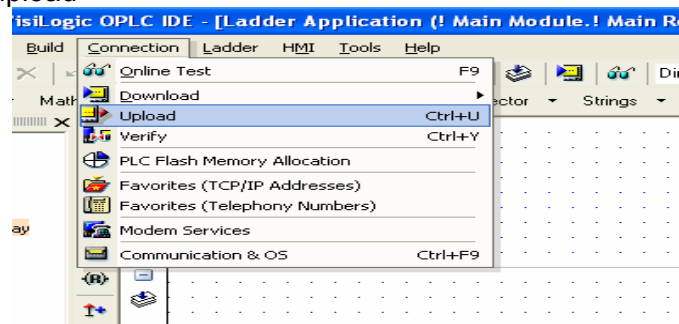 upload
VisiLogic OPLC IDE - [Ladder Application (! Main Module.! Main R
Build Connection Ladder HMI Tools Help
Online Test F9
Download
Upload Ctrl+U
Verify Ctrl+Y
PLC Flash Memory Allocation
Favorites (TCP/IP Addresses)
Favorites (Telephony Numbers)
Modem Services
Communication & OS Ctrl+F9
Di
Math
ector Strings
ay
(R)